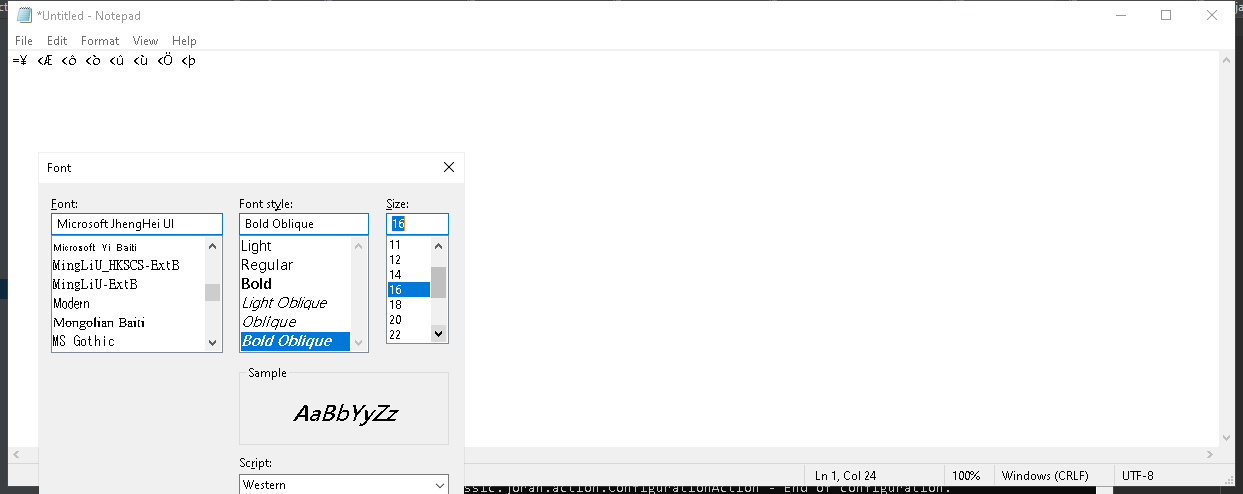 *Untitled - Notepad
File Edit Format View Help
=¥ <Æ <ô <ò <û <ù <Ö <þ
Font
Font: Font style: Size:
Microsoft JhengHei UI Bold Oblique 16
Microsoft Yi Baiti Light 11
MingLiU_HKSCS-ExtB Regular 12
MingLiU-ExtB Bold 14
Modern Light Oblique 16
Mongolian Baiti Oblique 18
MS Gothic Bold Oblique 20
22
Sample
AaBbYyZz
Script:
Western
Ln 1, Col 24 100% Windows (CRLF) UTF-8
ssic.joran.action.ConfigurationAction - End of configuration.